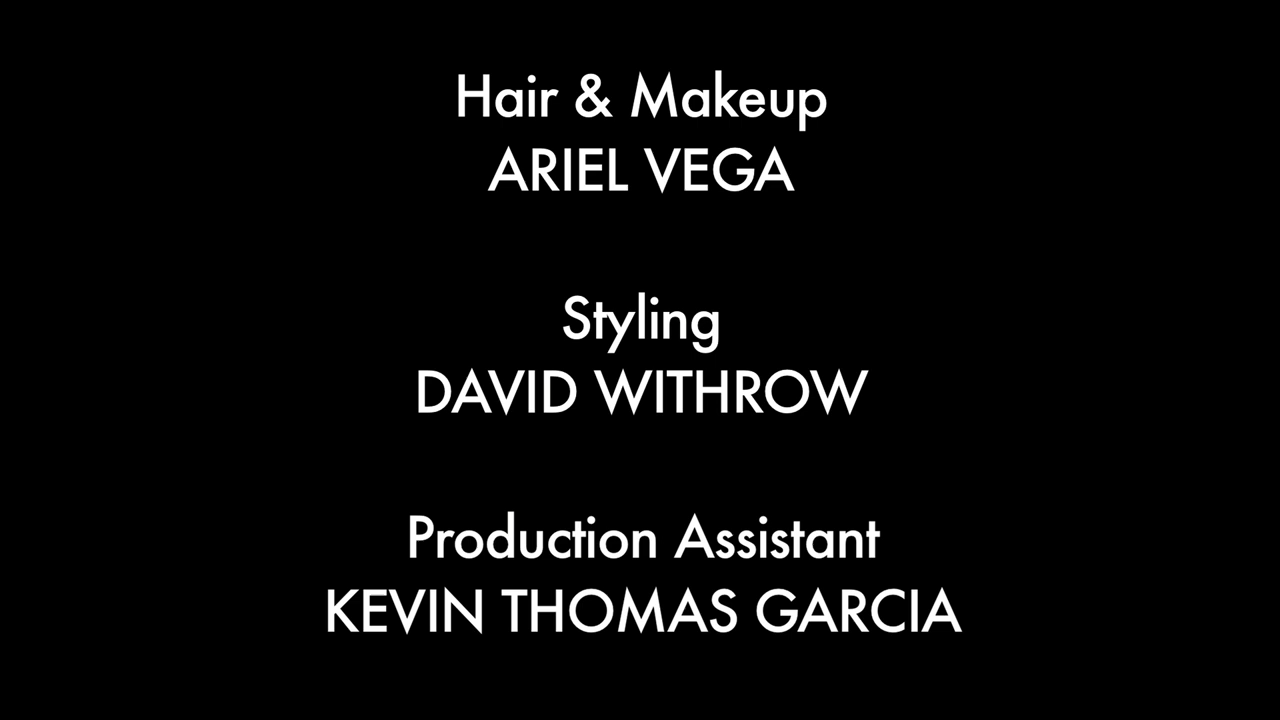 Hair & Makeup
ARIEL VEGA
Styling
DAVID WITHROW
Production Assistant
KEVIN THOMAS GARCIA